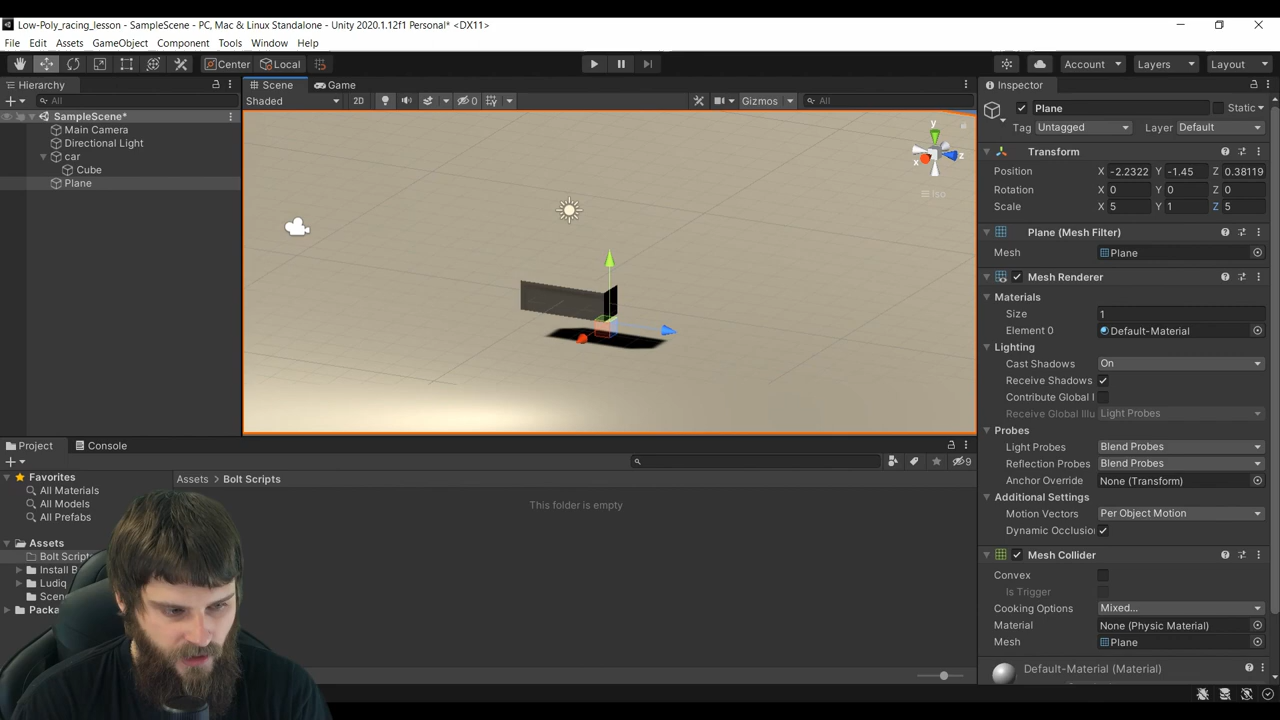 Low-Poly_racing_lesson - SampleScene - PC, Mac & Linux Standalone - Unity 2020.1.12f1 Personal* <DX11>
File Edit Assets GameObject Component Tools Window Help
Center Local Account Layers Layout
Hierarchy Scene Game Inspector
All Shaded 2D 0 Gizmos All
Plane Static
SampleScene*
Main Camera
Directional Light
car
Cube
Plane
y
x z
Iso
Tag Untagged Layer Default
Transform
Position X -2.2322 Y -1.45 Z 0.38119
Rotation X 0 Y 0 Z 0
Scale X 5 Y 1 Z 5
Plane (Mesh Filter)
Mesh Plane
Mesh Renderer
Materials
Size 1
Element 0 Default-Material
Lighting
Cast Shadows On
Receive Shadows
Contribute Global I
Receive Global Illu Light Probes
Probes
Light Probes Blend Probes
Reflection Probes Blend Probes
Anchor Override None (Transform)
Additional Settings
Motion Vectors Per Object Motion
Dynamic Occlusion
Mesh Collider
Convex
Is Trigger
Cooking Options Mixed...
Material None (Physic Material)
Mesh Plane
Default-Material (Material)
Project Console
9
Favorites
All Materials
All Models
All Prefabs
Assets
Bolt Scripts
Install B
Ludiq
Scen
Packa
Assets > Bolt Scripts
This folder is empty